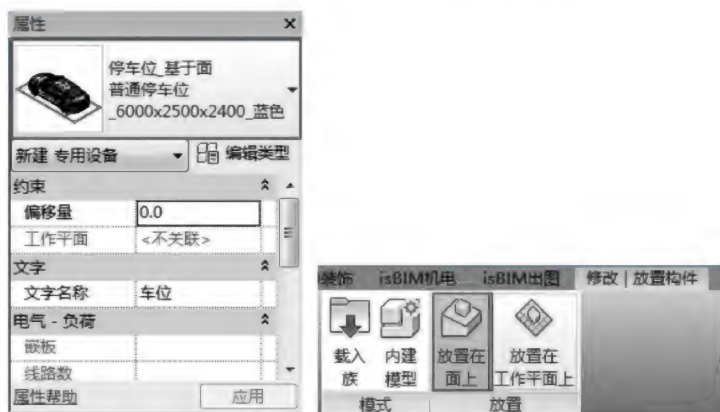 属性
停车位_基于面
普通停车位
_6000x2500x2400_蓝色
新建 专用设备
编辑类型
约束
偏移量 0.0
工作平面 <不关联>
文字
文字名称 车位
电气 - 负荷
嵌板
线路数
属性帮助
应用
装饰 isBIM机电 isBIM出图 修改 | 放置构件
载入 内建 放置在 放置在
族 模型 面上 工作平面上
模式 放置